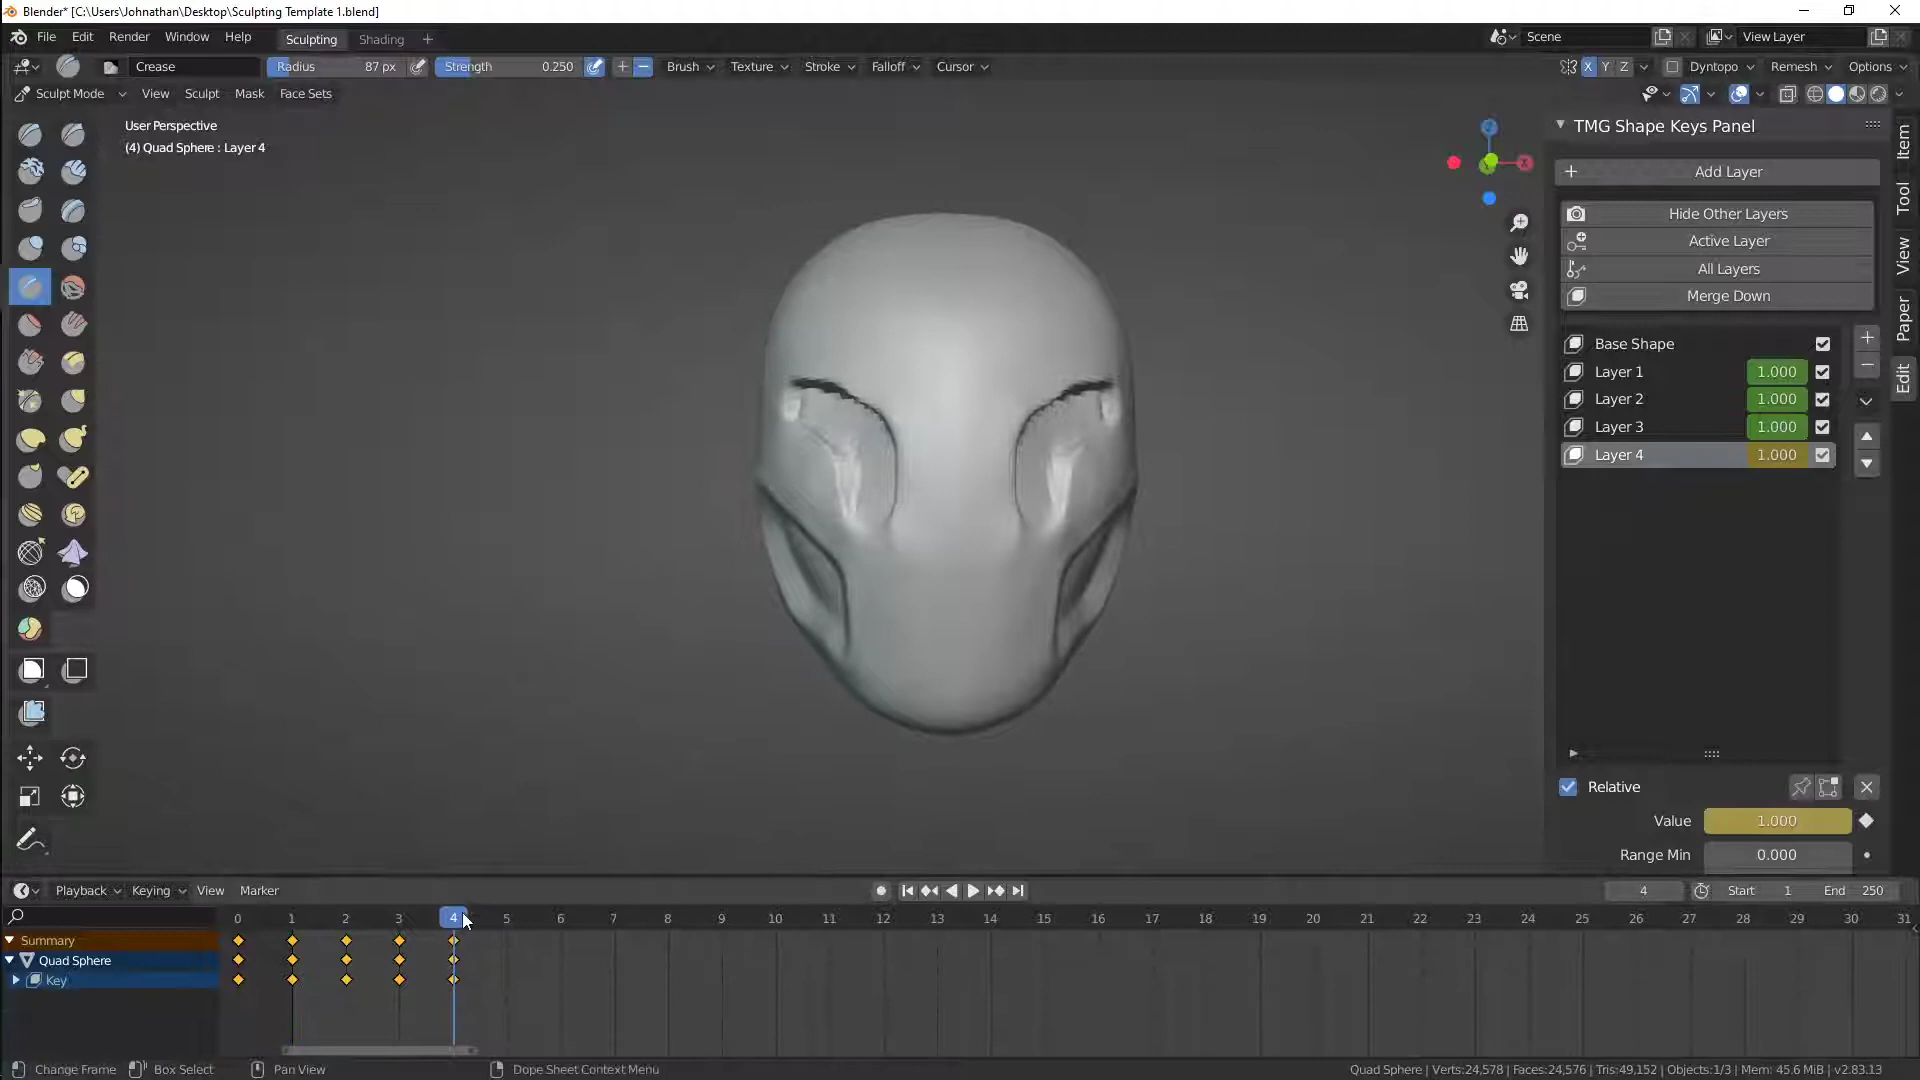 Blender* [C:\Users\Johnathan\Desktop\Sculpting Template 1.blend]
File Edit Render Window Help Sculpting Shading + Scene View Layer
Crease Radius 87 px Strength 0.250 Brush Texture Stroke Falloff Cursor X Y Z Dyntopo Remesh Options
Sculpt Mode View Sculpt Mask Face Sets
User Perspective
(4) Quad Sphere : Layer 4
TMG Shape Keys Panel
Add Layer
Hide Other Layers
Active Layer
All Layers
Merge Down
Base Shape
Layer 1 1.000
Layer 2 1.000
Layer 3 1.000
Layer 4 1.000
Relative
Value 1.000
Range Min 0.000
Item
Tool
View
Paper
Edit
Playback Keying View Marker 4 Start 1 End 250
0 1 2 3 4 5 6 7 8 9 10 11 12 13 14 15 16 17 18 19 20 21 22 23 24 25 26 27 28 29 30 31
Summary
Quad Sphere
Key
Change Frame Box Select Pan View Dope Sheet Context Menu Quad Sphere | Verts:24,578 | Faces:24,576 | Tris:49,152 | Objects:1/3 | Mem: 45.6 MiB | v2.83.13